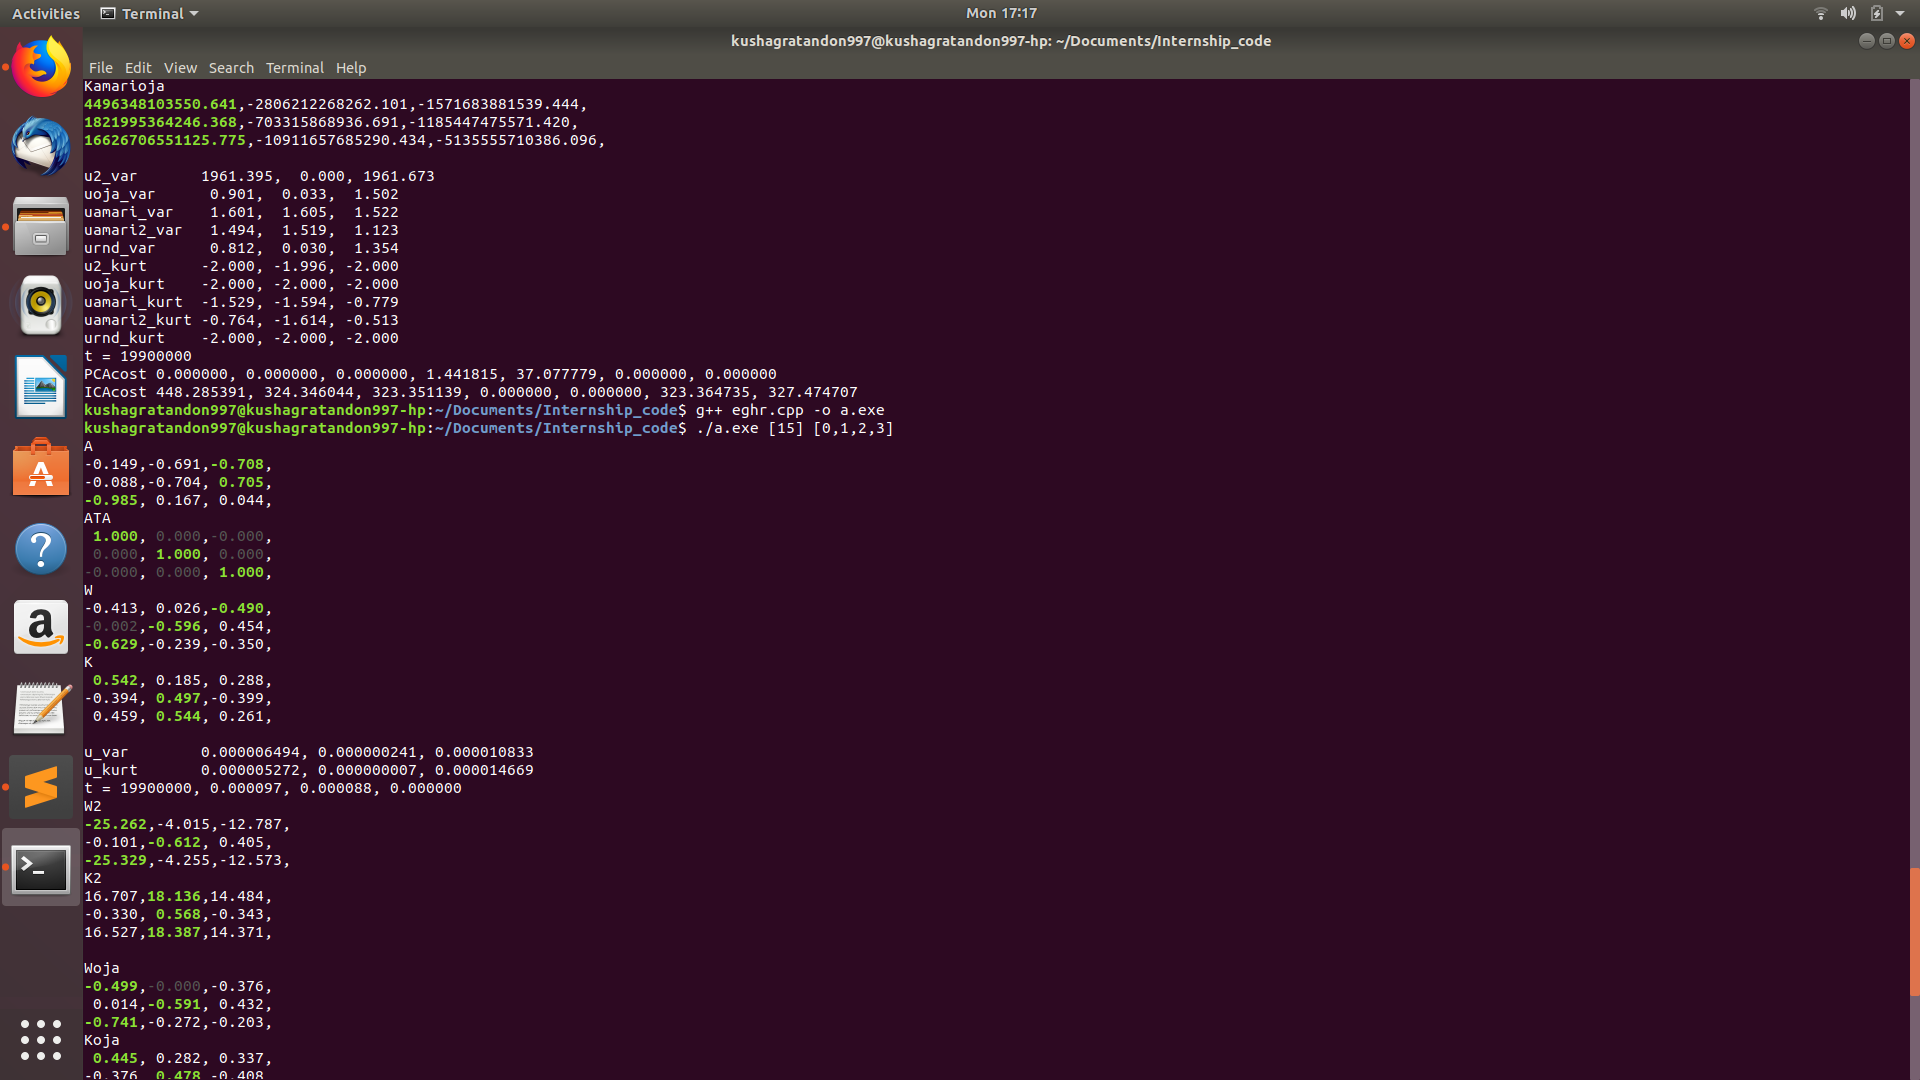 Activities Terminal Mon 17:17
kushagratandon997@kushagratandon997-hp: ~/Documents/Internship_code
File Edit View Search Terminal Help
Kamarioja
4496348103550.641,-2806212268262.101,-1571683881539.444,
1821995364246.368,-703315868936.691,-1185447475571.420,
16626706551125.775,-10911657685290.434,-5135555710386.096,
u2_var 1961.395, 0.000, 1961.673
uoja_var 0.901, 0.033, 1.502
uamari_var 1.601, 1.605, 1.522
uamari2_var 1.494, 1.519, 1.123
urnd_var 0.812, 0.030, 1.354
u2_kurt -2.000, -1.996, -2.000
uoja_kurt -2.000, -2.000, -2.000
uamari_kurt -1.529, -1.594, -0.779
uamari2_kurt -0.764, -1.614, -0.513
urnd_kurt -2.000, -2.000, -2.000
t = 19900000
PCAcost 0.000000, 0.000000, 0.000000, 1.441815, 37.077779, 0.000000, 0.000000
ICAcost 448.285391, 324.346044, 323.351139, 0.000000, 0.000000, 323.364735, 327.474707
kushagratandon997@kushagratandon997-hp:~/Documents/Internship_code$ g++ eghr.cpp -o a.exe
kushagratandon997@kushagratandon997-hp:~/Documents/Internship_code$ ./a.exe [15] [0,1,2,3]
A
-0.149,-0.691,-0.708,
-0.088,-0.704, 0.705,
-0.985, 0.167, 0.044,
ATA
1.000, 0.000,-0.000,
0.000, 1.000, 0.000,
-0.000, 0.000, 1.000,
W
-0.413, 0.026,-0.490,
-0.002,-0.596, 0.454,
-0.629,-0.239,-0.350,
K
0.542, 0.185, 0.288,
-0.394, 0.497,-0.399,
0.459, 0.544, 0.261,
u_var 0.000006494, 0.000000241, 0.000010833
u_kurt 0.000005272, 0.000000007, 0.000014669
t = 19900000, 0.000097, 0.000088, 0.000000
W2
-25.262,-4.015,-12.787,
-0.101,-0.612, 0.405,
-25.329,-4.255,-12.573,
K2
16.707,18.136,14.484,
-0.330, 0.568,-0.343,
16.527,18.387,14.371,
Woja
-0.499,-0.000,-0.376,
0.014,-0.591, 0.432,
-0.741,-0.272,-0.203,
Koja
0.445, 0.282, 0.337,
-0.376, 0.478,-0.408,